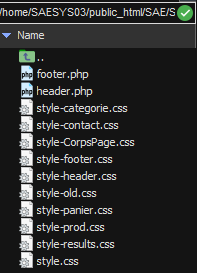 /home/SAESYS03/public_html/SAE/S
Name
..
php footer.php
php header.php
style-categorie.css
style-contact.css
style-CorpsPage.css
style-footer.css
style-header.css
style-old.css
style-panier.css
style-prod.css
style-results.css
style.css